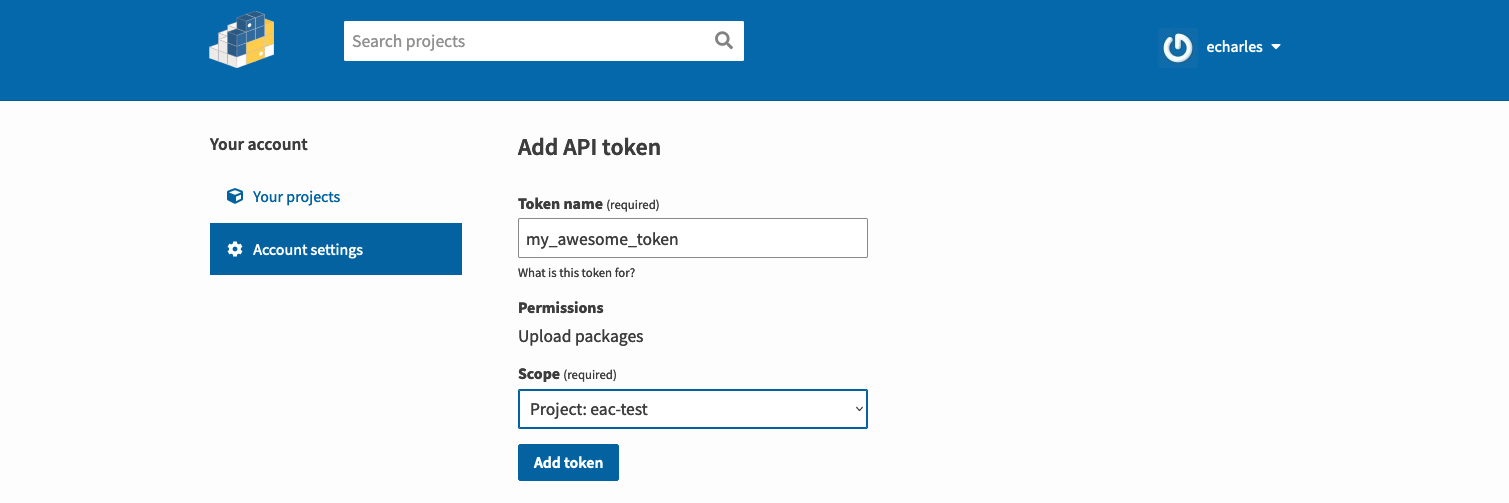 Search projects
echarles
Your account
Your projects
Account settings
Add API token
Token name (required)
my_awesome_token
What is this token for?
Permissions
Upload packages
Scope (required)
Project: eac-test
Add token